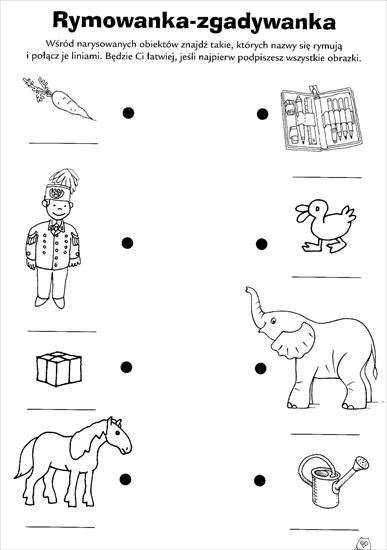 Rymowanka-zgadywanka
Wśród narysowanych obiektów znajdź takie, których nazwy się rymują
i połącz je liniami. Będzie Ci łatwiej, jeśli najpierw podpiszesz wszystkie obrazki.